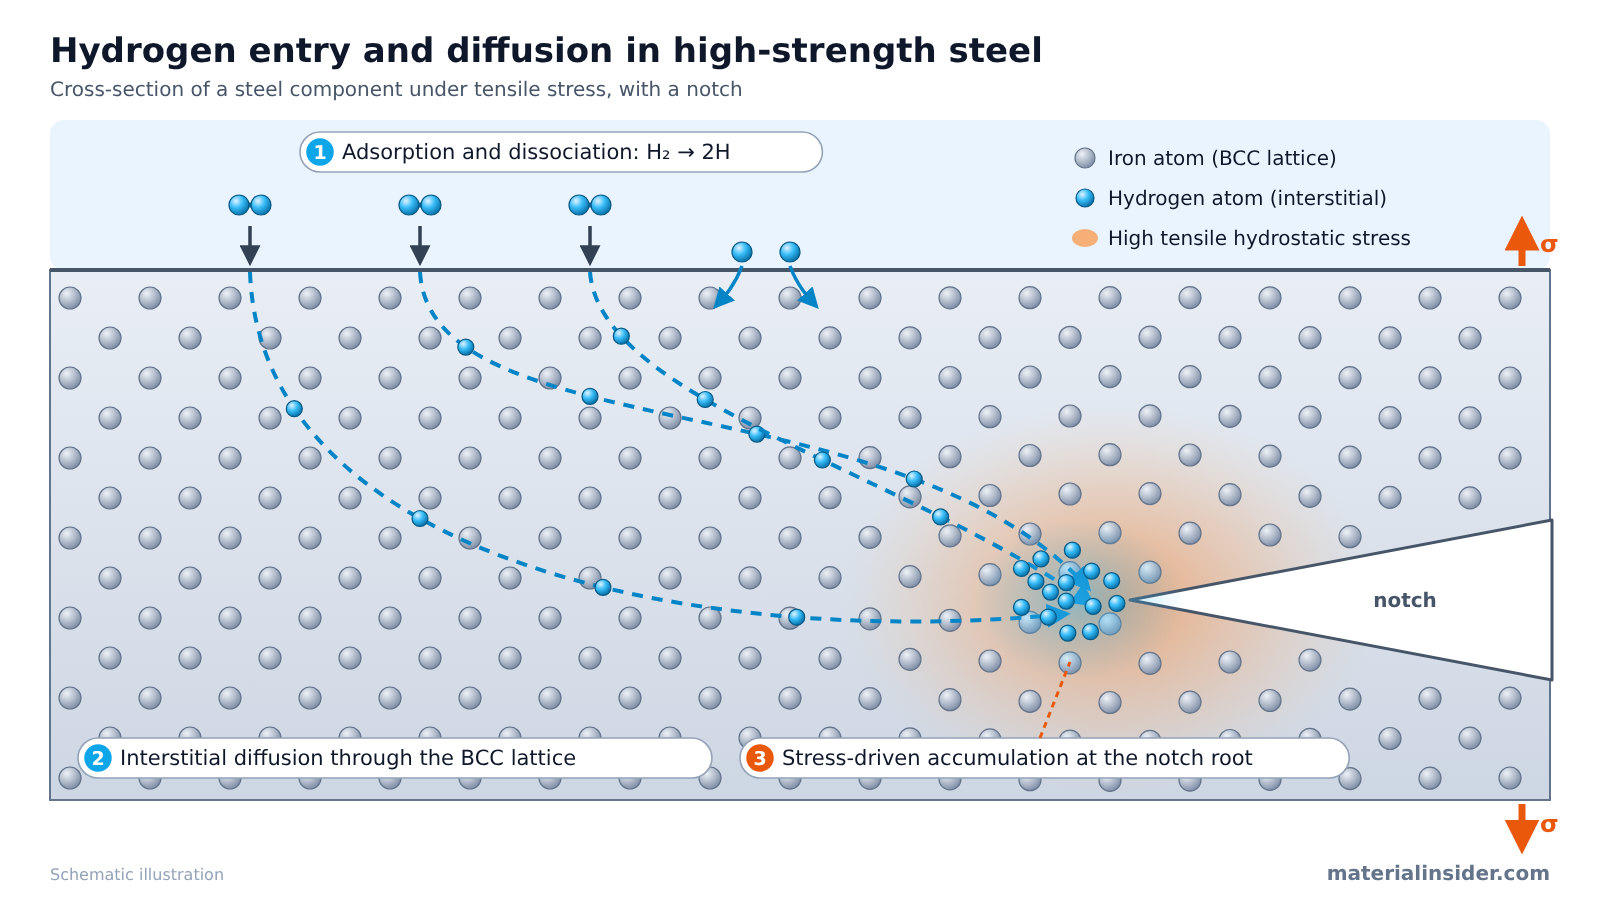 Hydrogen entry and diffusion in high-strength steel
Cross-section of a steel component under tensile stress, with a notch
1 Adsorption and dissociation: H₂ → 2H
Iron atom (BCC lattice)
Hydrogen atom (interstitial)
High tensile hydrostatic stress
σ
notch
2 Interstitial diffusion through the BCC lattice
3 Stress-driven accumulation at the notch root
σ
Schematic illustration
materialinsider.com